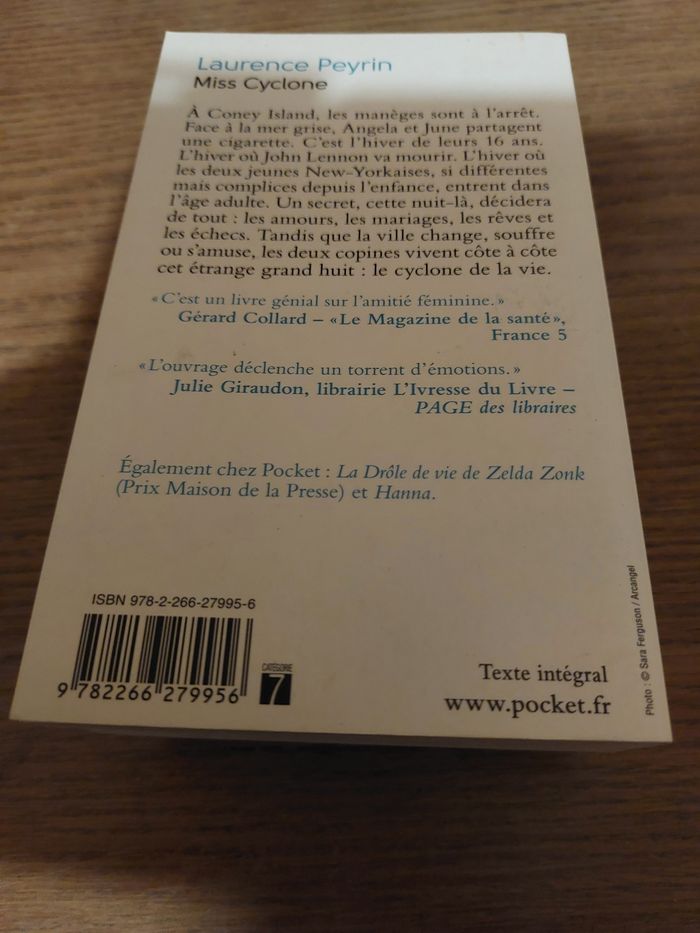 Laurence Peyrin
Miss Cyclone
À Coney Island, les manèges sont à l'arrêt.
Face à la mer grise, Angela et June partagent
une cigarette. C'est l'hiver de leurs 16 ans.
L'hiver où John Lennon va mourir. L'hiver où
les deux jeunes New-Yorkaises, si différentes
mais complices depuis l'enfance, entrent dans
l'âge adulte. Un secret, cette nuit-là, décidera
de tout : les amours, les mariages, les rêves et
les échecs. Tandis que la ville change, souffre
ou s'amuse, les deux copines vivent côte à côte
cet étrange grand huit : le cyclone de la vie.
« C'est un livre génial sur l'amitié féminine. »
Gérard Collard – « Le Magazine de la santé »,
France 5
« L'ouvrage déclenche un torrent d'émotions. »
Julie Giraudon, librairie L'Ivresse du Livre –
PAGE des libraires
Également chez Pocket : La Drôle de vie de Zelda Zonk
(Prix Maison de la Presse) et Hanna.
ISBN 978-2-266-27995-6
9 782266 279956
CATÉGORIE
7
Texte intégral
www.pocket.fr
Photo : © Sara Ferguson / Arcangel